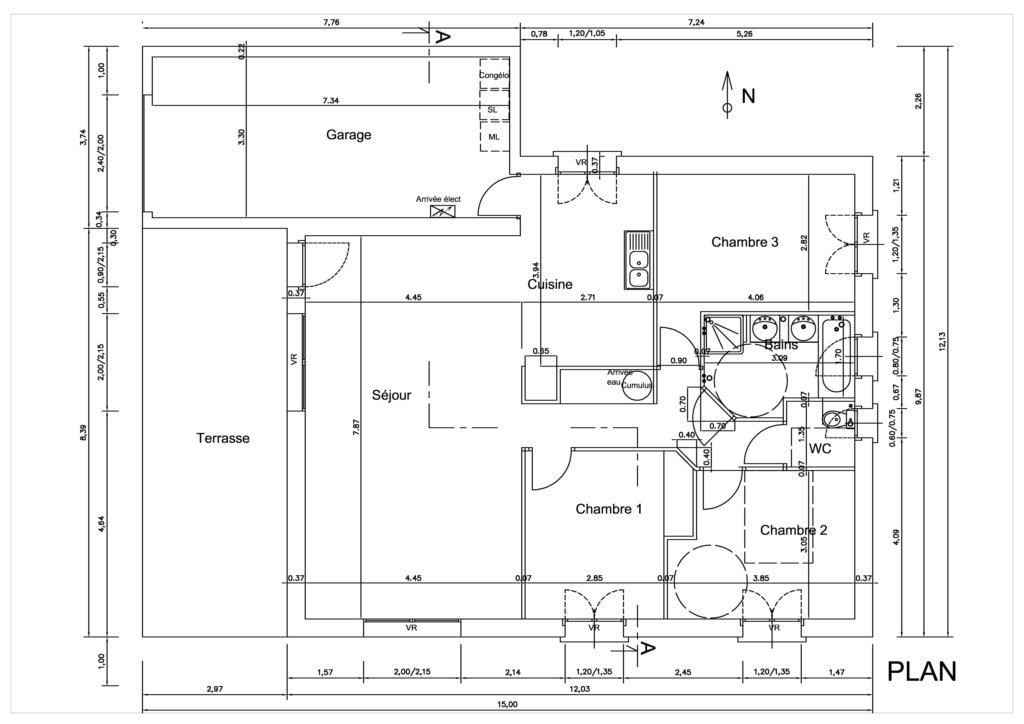 7,76
7,24
A
0,78
1,20/1,05
5,26
0.22
Congélo
7.34
SL
N
ML
Garage
3.30
1,00
2,40/2,00
3,74
0,34
0,30
2,26
VR
0.37
Arrivée élect
1,21
Chambre 3
2.82
VR
1,20/1,35
0,90/2,15
3.94
Cuisine
0.37
4.45
2.71
0.07
4.06
0,55
1,30
12,13
2,00/2,15
VR
0.65
0.07
0.90
Bains
3.09
1.70
0,80/0,75
9,87
Arrivée
eau
Cumulus
Séjour
0.70
0.07
0,67
8,39
7.87
Terrasse
0.70
0.40
0.40
1.35
WC
0.07
0,60/0,75
Chambre 1
Chambre 2
3.05
4,64
4,09
0.37
4.45
0.07
2.85
0.07
3.85
0.37
VR
VR
VR
A
1,00
1,57
2,00/2,15
2,14
1,20/1,35
2,45
1,20/1,35
1,47
PLAN
2,97
12,03
15,00